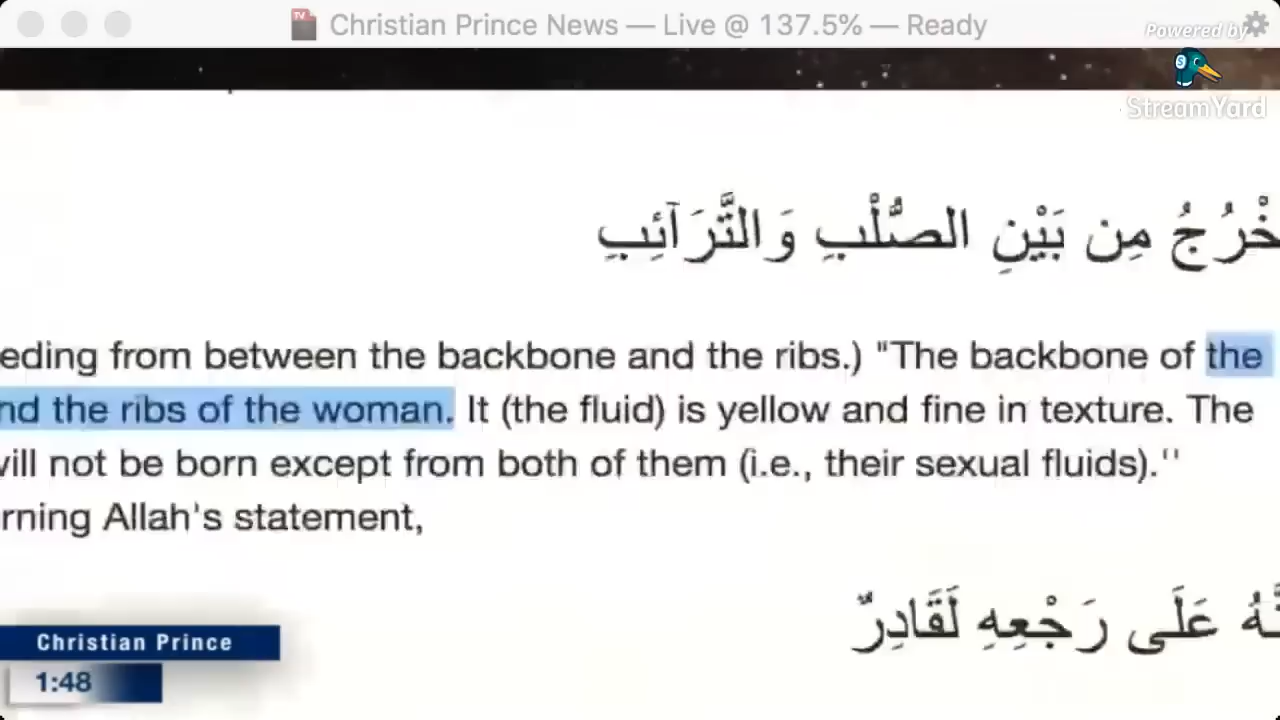 Christian Prince News — Live @ 137.5% — Ready
Powered by
StreamYard
خْرُجُ مِن بَيْنِ الصُّلْبِ وَالتَّرَآئِبِ
eding from between the backbone and the ribs.) "The backbone of the
nd the ribs of the woman. It (the fluid) is yellow and fine in texture. The
vill not be born except from both of them (i.e., their sexual fluids).''
rning Allah's statement,
نَّهُ عَلَى رَجْعِهِ لَقَادِرٌ
Christian Prince
1:48